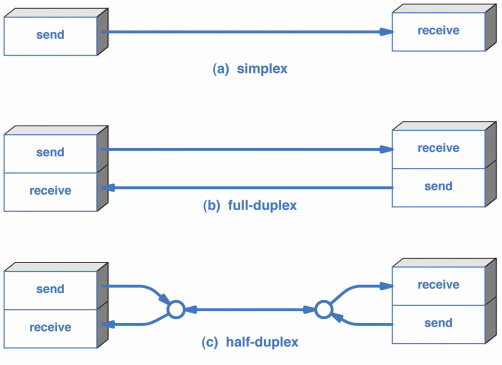 send
receive
(a) simplex
send
receive
receive
send
(b) full-duplex
send
receive
receive
send
(c) half-duplex